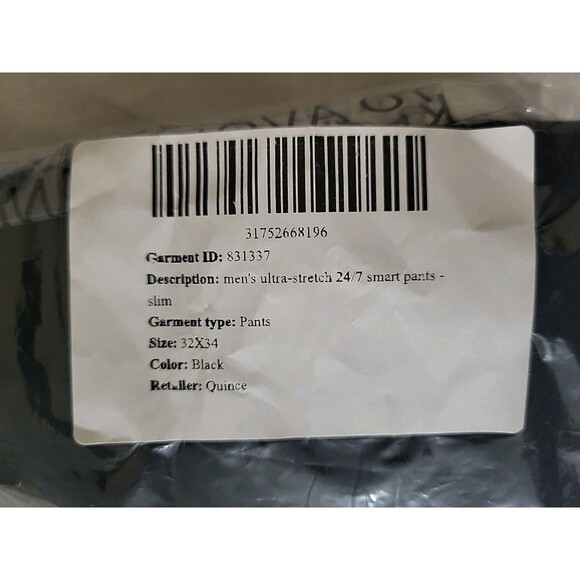 31752668196
Garment ID: 831337
Description: men's ultra-stretch 24/7 smart pants -
slim
Garment type: Pants
Size: 32X34
Color: Black
Retailer: Quince